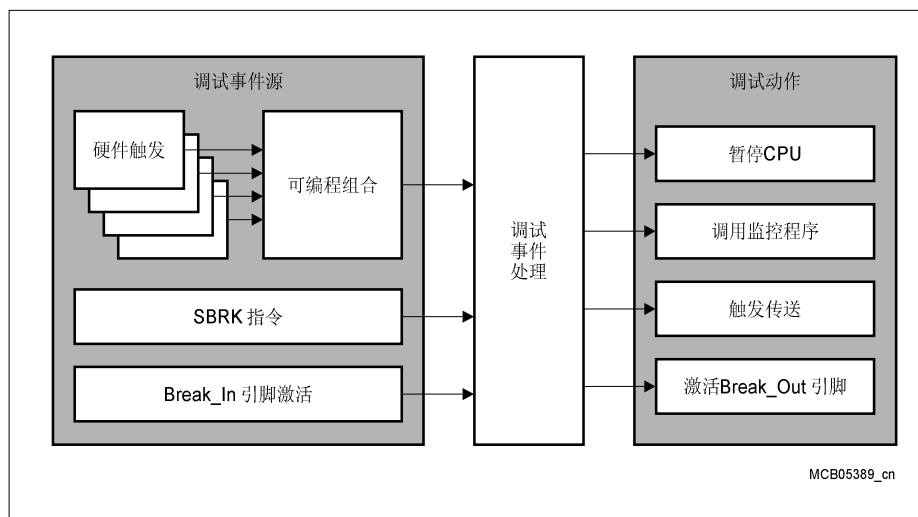 调试事件源
硬件触发
可编程组合
SBRK 指令
Break_In 引脚激活
调试
事件
处理
调试动作
暂停CPU
调用监控程序
触发传送
激活Break_Out 引脚
MCB05389_cn